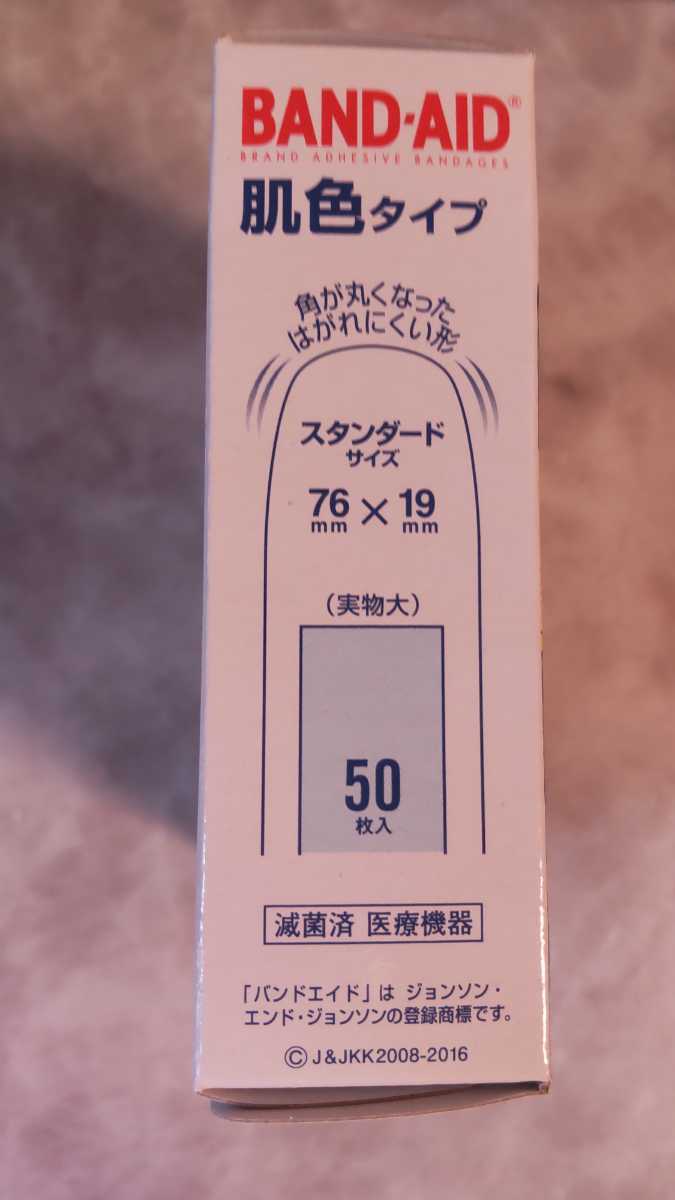 BAND-AID®
BRAND ADHESIVE BANDAGES
肌色タイプ
角が丸くなった
はがれにくい形
スタンダード
サイズ
76 × 19
mm mm
（実物大）
50
枚入
滅菌済 医療機器
「バンドエイド」は ジョンソン・
エンド・ジョンソンの登録商標です。
©J&JKK2008-2016